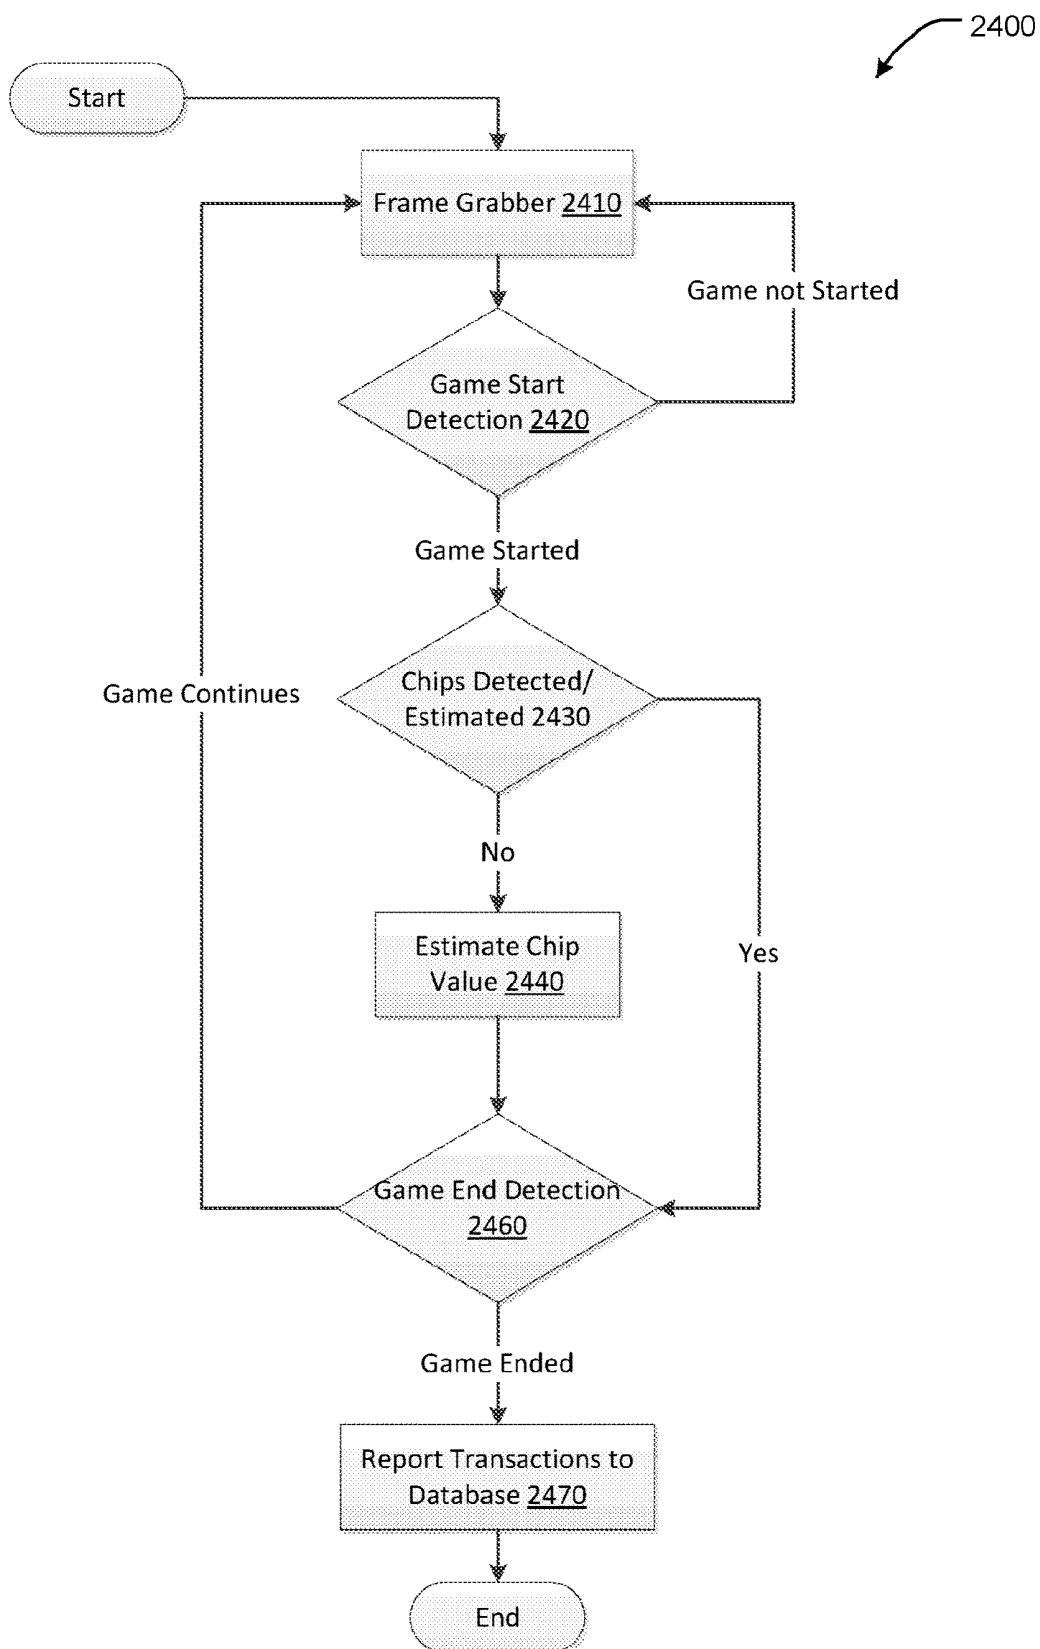 2400
Start
Frame Grabber 2410
Game not Started
Game Start
Detection 2420
Game Started
Chips Detected/
Estimated 2430
Game Continues
No
Estimate Chip
Value 2440
Yes
Game End Detection
2460
Game Ended
Report Transactions to
Database 2470
End